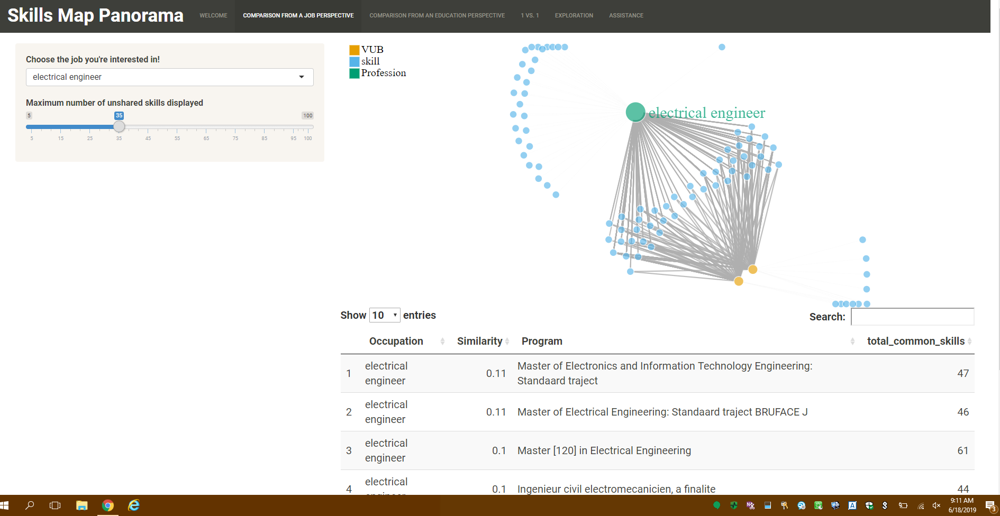 Skills Map Panorama
WELCOME
COMPARISON FROM A JOB PERSPECTIVE
COMPARISON FROM AN EDUCATION PERSPECTIVE
1 VS. 1
EXPLORATION
ASSISTANCE
Choose the job you're interested in!
electrical engineer
Maximum number of unshared skills displayed
5
35
100
5 15 25 35 45 55 65 75 85 95 100
VUB
skill
Profession
electrical engineer
Show 10 entries
Search:
Occupation Similarity Program total_common_skills
1 electrical engineer 0.11 Master of Electronics and Information Technology Engineering:
Standaard traject 47
2 electrical engineer 0.11 Master of Electrical Engineering: Standaard traject BRUFACE J 46
3 electrical engineer 0.1 Master [120] in Electrical Engineering 61
4 electrical engineer 0.1 Ingenieur civil electromecanicien, a finalite 44
9:11 AM
6/18/2019
3